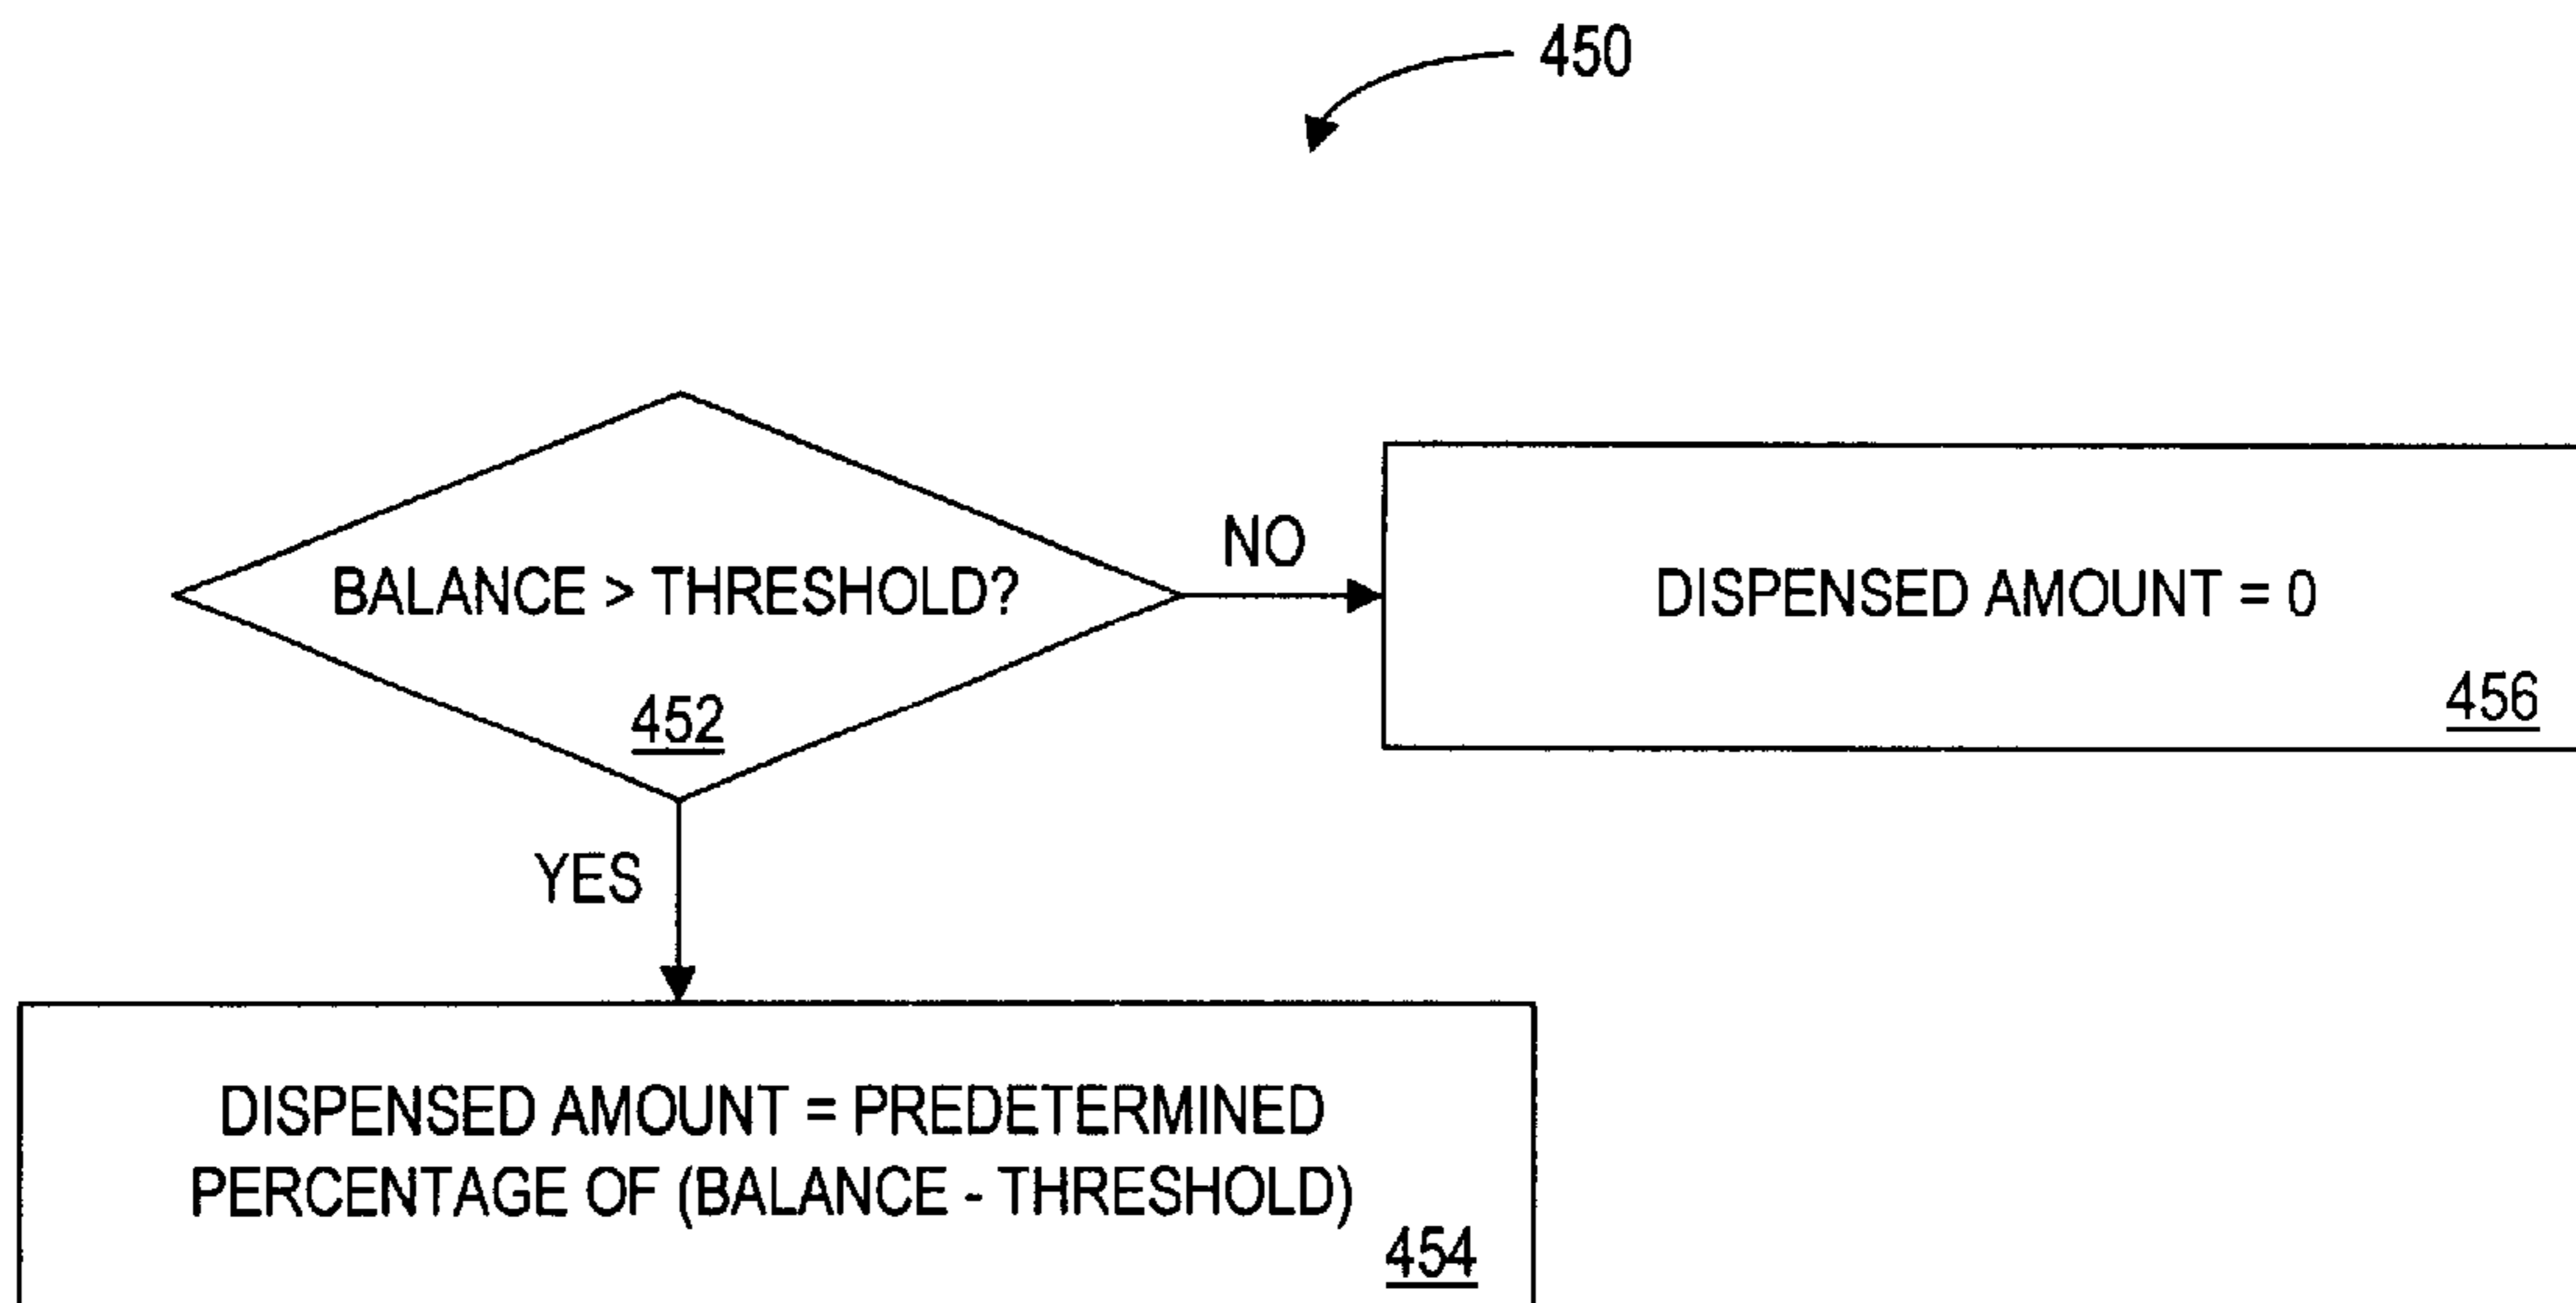 450
BALANCE > THRESHOLD?
452
NO
DISPENSED AMOUNT = 0
456
YES
DISPENSED AMOUNT = PREDETERMINED
PERCENTAGE OF (BALANCE - THRESHOLD)
454